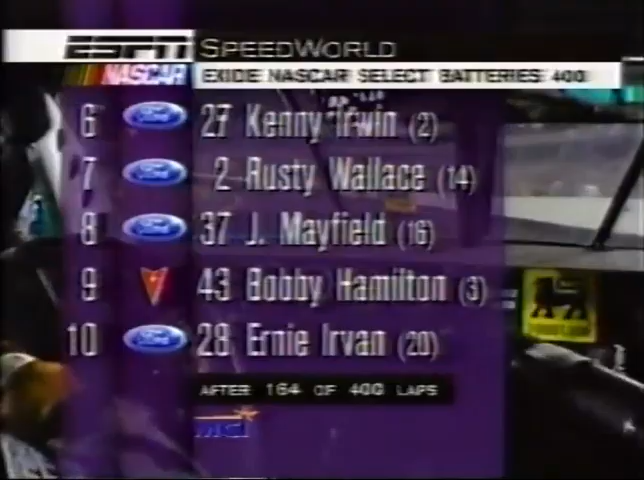 ESPN SPEEDWORLD
NASCAR EXIDE NASCAR SELECT BATTERIES 400
6 Ford 27 Kenny Irwin (2)
7 Ford 2 Rusty Wallace (14)
8 Ford 37 J. Mayfield (16)
9 43 Bobby Hamilton (3)
10 Ford 28 Ernie Irvan (20)
AFTER 164 OF 400 LAPS
MCI